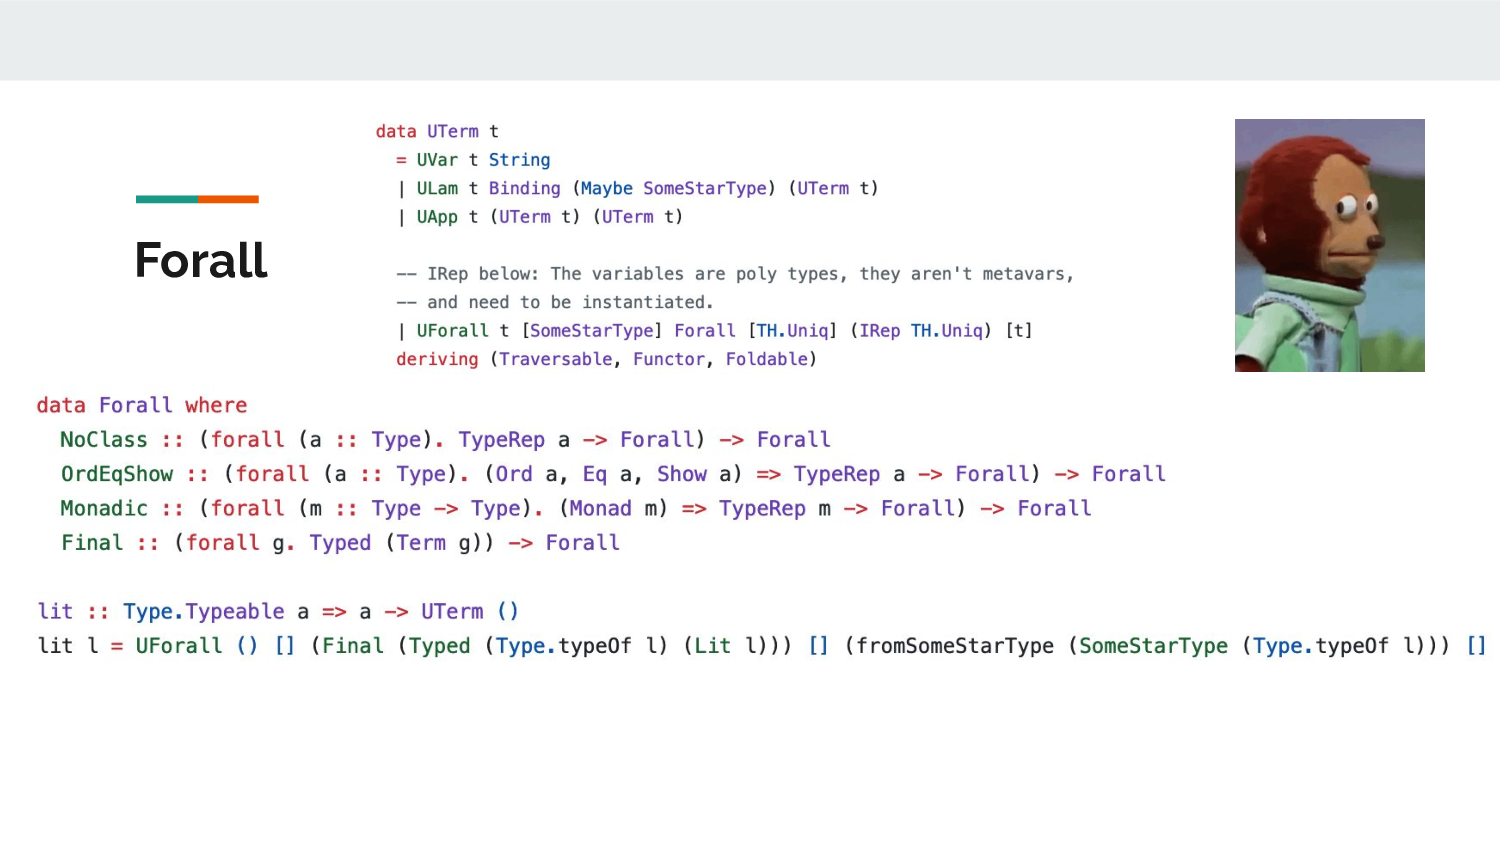 Forall
data UTerm t
  = UVar t String
  | ULam t Binding (Maybe SomeStarType) (UTerm t)
  | UApp t (UTerm t) (UTerm t)
  -- IRep below: The variables are poly types, they aren't metavars,
  -- and need to be instantiated.
  | UForall t [SomeStarType] Forall [TH.Uniq] (IRep TH.Uniq) [t]
  deriving (Traversable, Functor, Foldable)
data Forall where
  NoClass :: (forall (a :: Type). TypeRep a -> Forall) -> Forall
  OrdEqShow :: (forall (a :: Type). (Ord a, Eq a, Show a) => TypeRep a -> Forall) -> Forall
  Monadic :: (forall (m :: Type -> Type). (Monad m) => TypeRep m -> Forall) -> Forall
  Final :: (forall g. Typed (Term g)) -> Forall
lit :: Type.Typeable a => a -> UTerm ()
lit l = UForall () [] (Final (Typed (Type.typeOf l) (Lit l))) [] (fromSomeStarType (SomeStarType (Type.typeOf l))) []